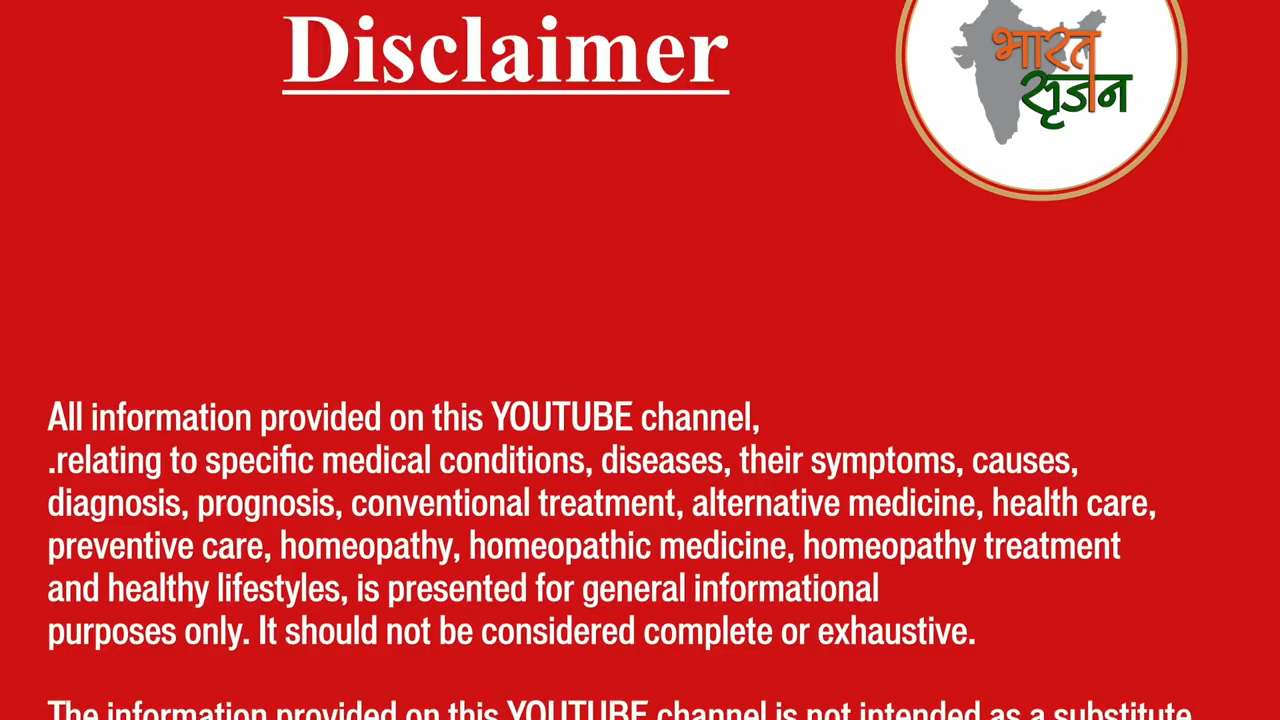 Disclaimer
भारत
सृजन
All information provided on this YOUTUBE channel,
.relating to specific medical conditions, diseases, their symptoms, causes,
diagnosis, prognosis, conventional treatment, alternative medicine, health care,
preventive care, homeopathy, homeopathic medicine, homeopathy treatment
and healthy lifestyles, is presented for general informational
purposes only. It should not be considered complete or exhaustive.
The information provided on this YOUTUBE channel is not intended as a substitute